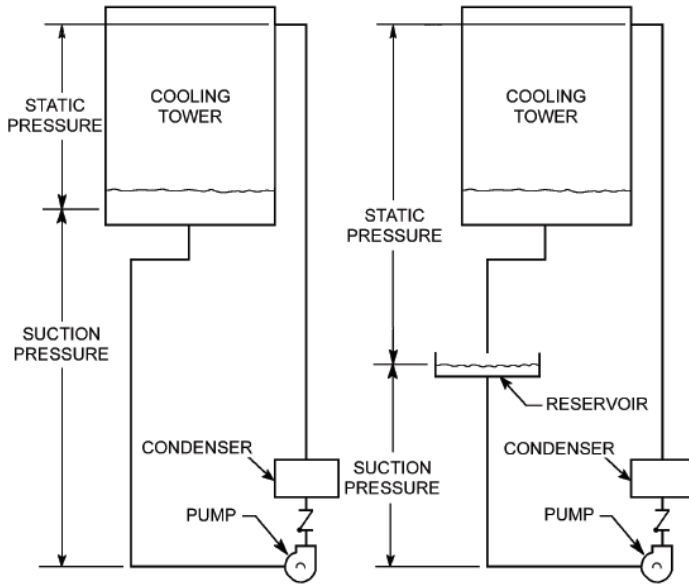 COOLING
TOWER
STATIC
PRESSURE
SUCTION
PRESSURE
CONDENSER
PUMP
COOLING
TOWER
STATIC
PRESSURE
RESERVOIR
SUCTION
PRESSURE
CONDENSER
PUMP